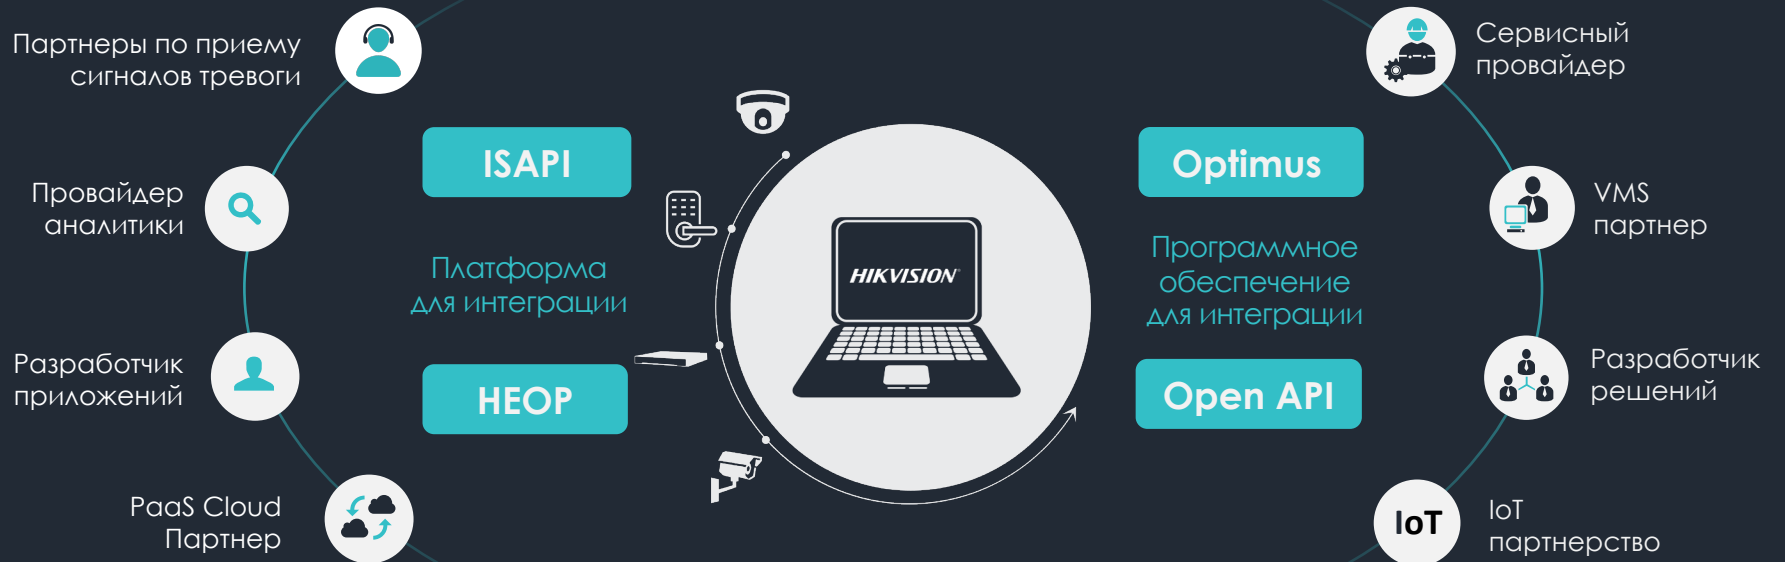 Партнеры по приему
сигналов тревоги
Провайдер
аналитики
Разработчик
приложений
PaaS Cloud
Партнер
ISAPI
Платформа
для интеграции
HEOP
HIKVISION
Optimus
Программное
обеспечение
для интеграции
Open API
Сервисный
провайдер
VMS
партнер
Разработчик
решений
IoT
IoT
партнерство